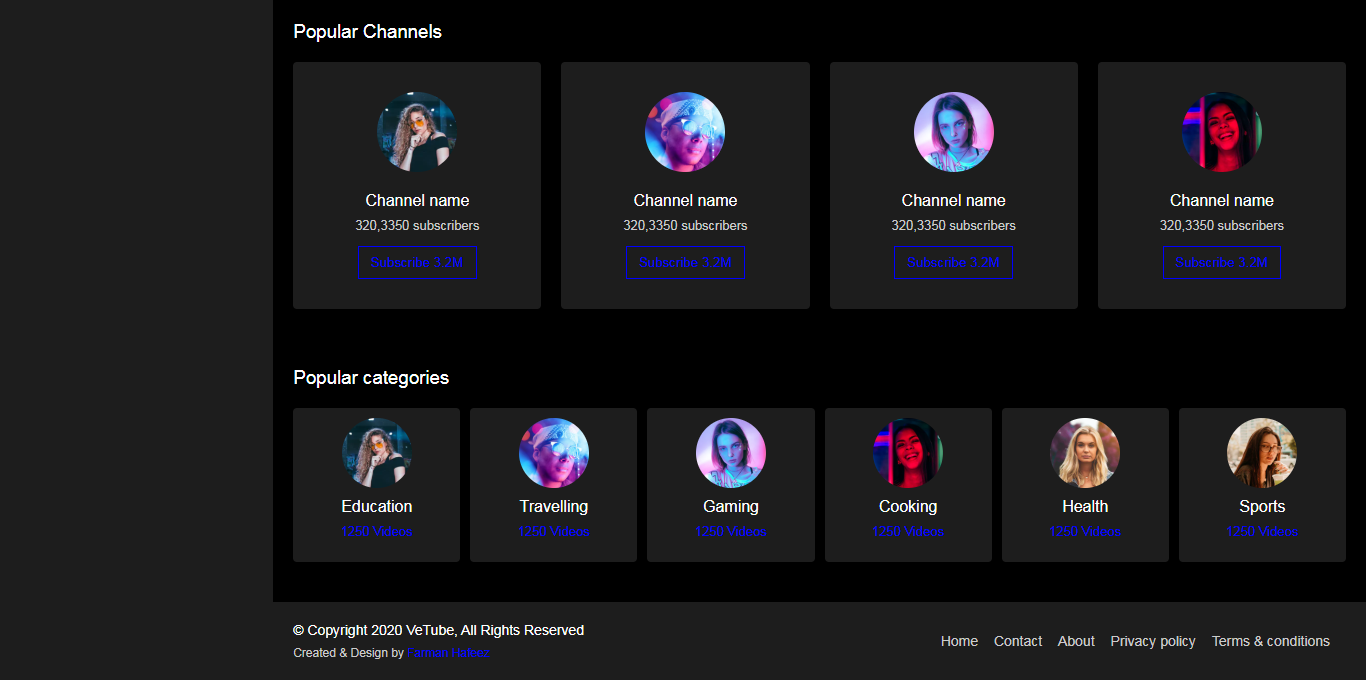 Popular Channels
Channel name
320,3350 subscribers
Subscribe 3.2M
Channel name
320,3350 subscribers
Subscribe 3.2M
Channel name
320,3350 subscribers
Subscribe 3.2M
Channel name
320,3350 subscribers
Subscribe 3.2M
Popular categories
Education
1250 Videos
Travelling
1250 Videos
Gaming
1250 Videos
Cooking
1250 Videos
Health
1250 Videos
Sports
1250 Videos
© Copyright 2020 VeTube, All Rights Reserved
Created & Design by Hafeez
Home Contact About Privacy policy Terms & conditions